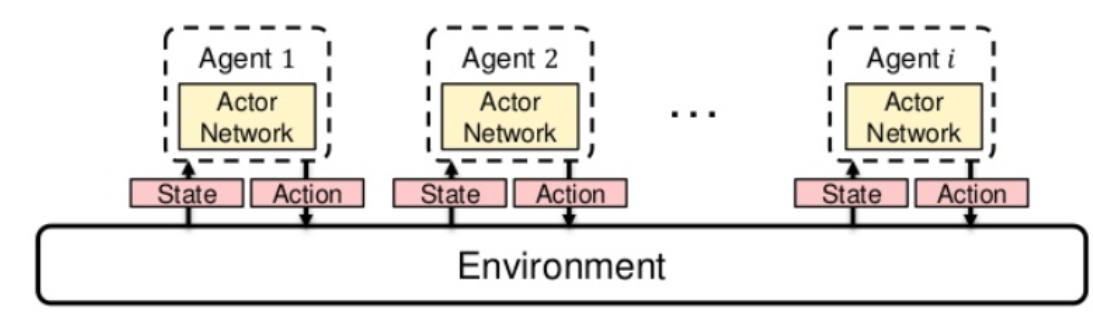 Agent 1
Actor
Network
Agent 2
Actor
Network
...
Agent i
Actor
Network
State
Action
State
Action
State
Action
Environment